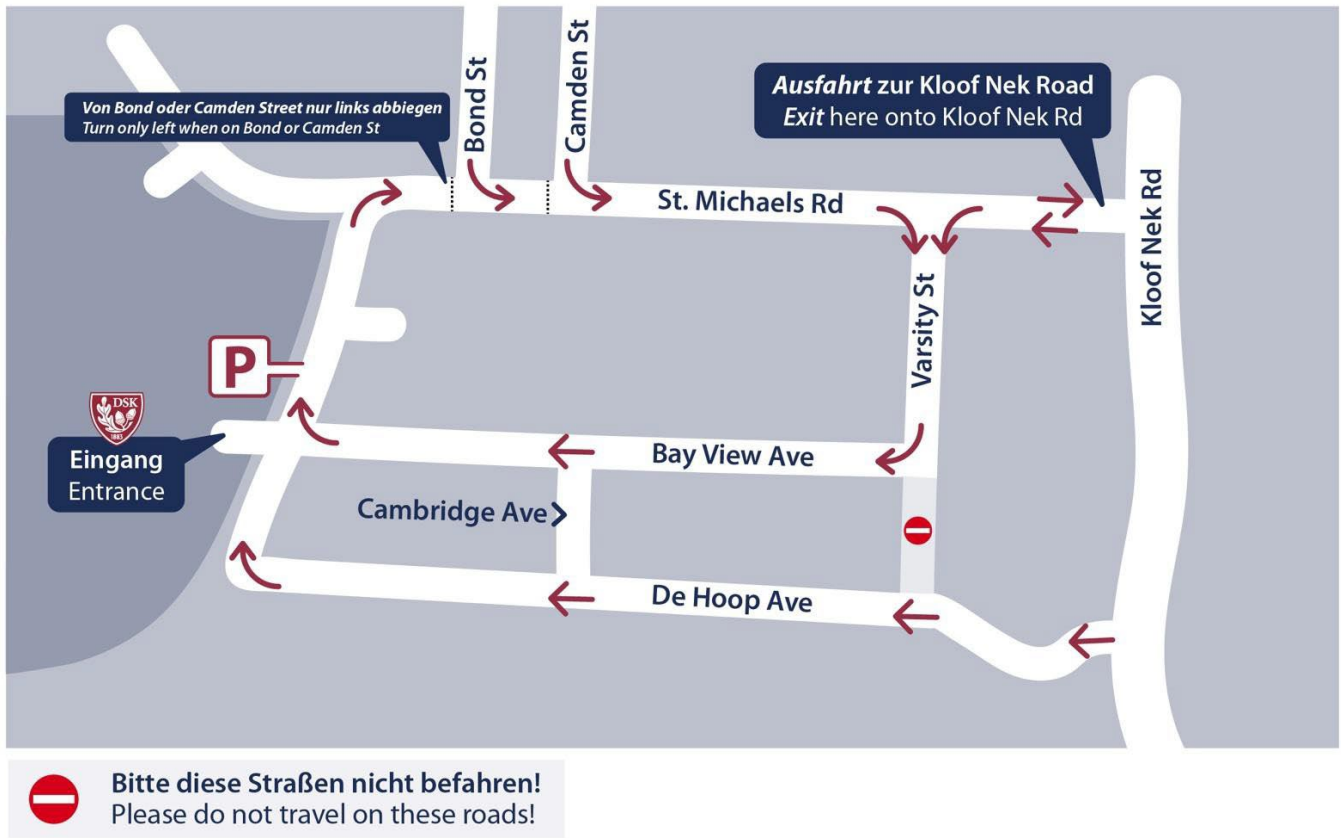 Von Bond oder Camden Street nur links abbiegen
Turn only left when on Bond or Camden St
Bond St
Camden St
Ausfahrt zur Kloof Nek Road
Exit here onto Kloof Nek Rd
St. Michaels Rd
Kloof Nek Rd
Varsity St
P
DSK
1883
Eingang
Entrance
Bay View Ave
Cambridge Ave
De Hoop Ave
Bitte diese Straßen nicht befahren!
Please do not travel on these roads!